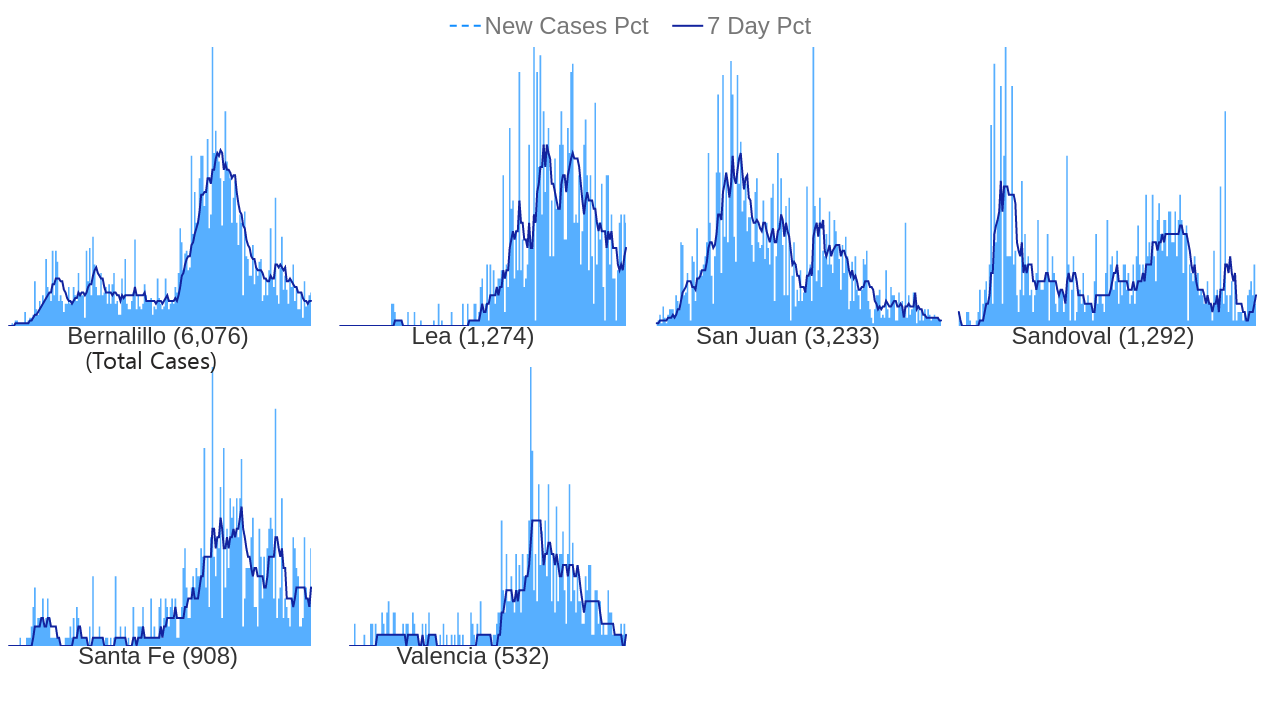 New Cases Pct 7 Day Pct
Bernalillo (6,076)
(Total Cases)
Lea (1,274)
San Juan (3,233)
Sandoval (1,292)
Santa Fe (908)
Valencia (532)